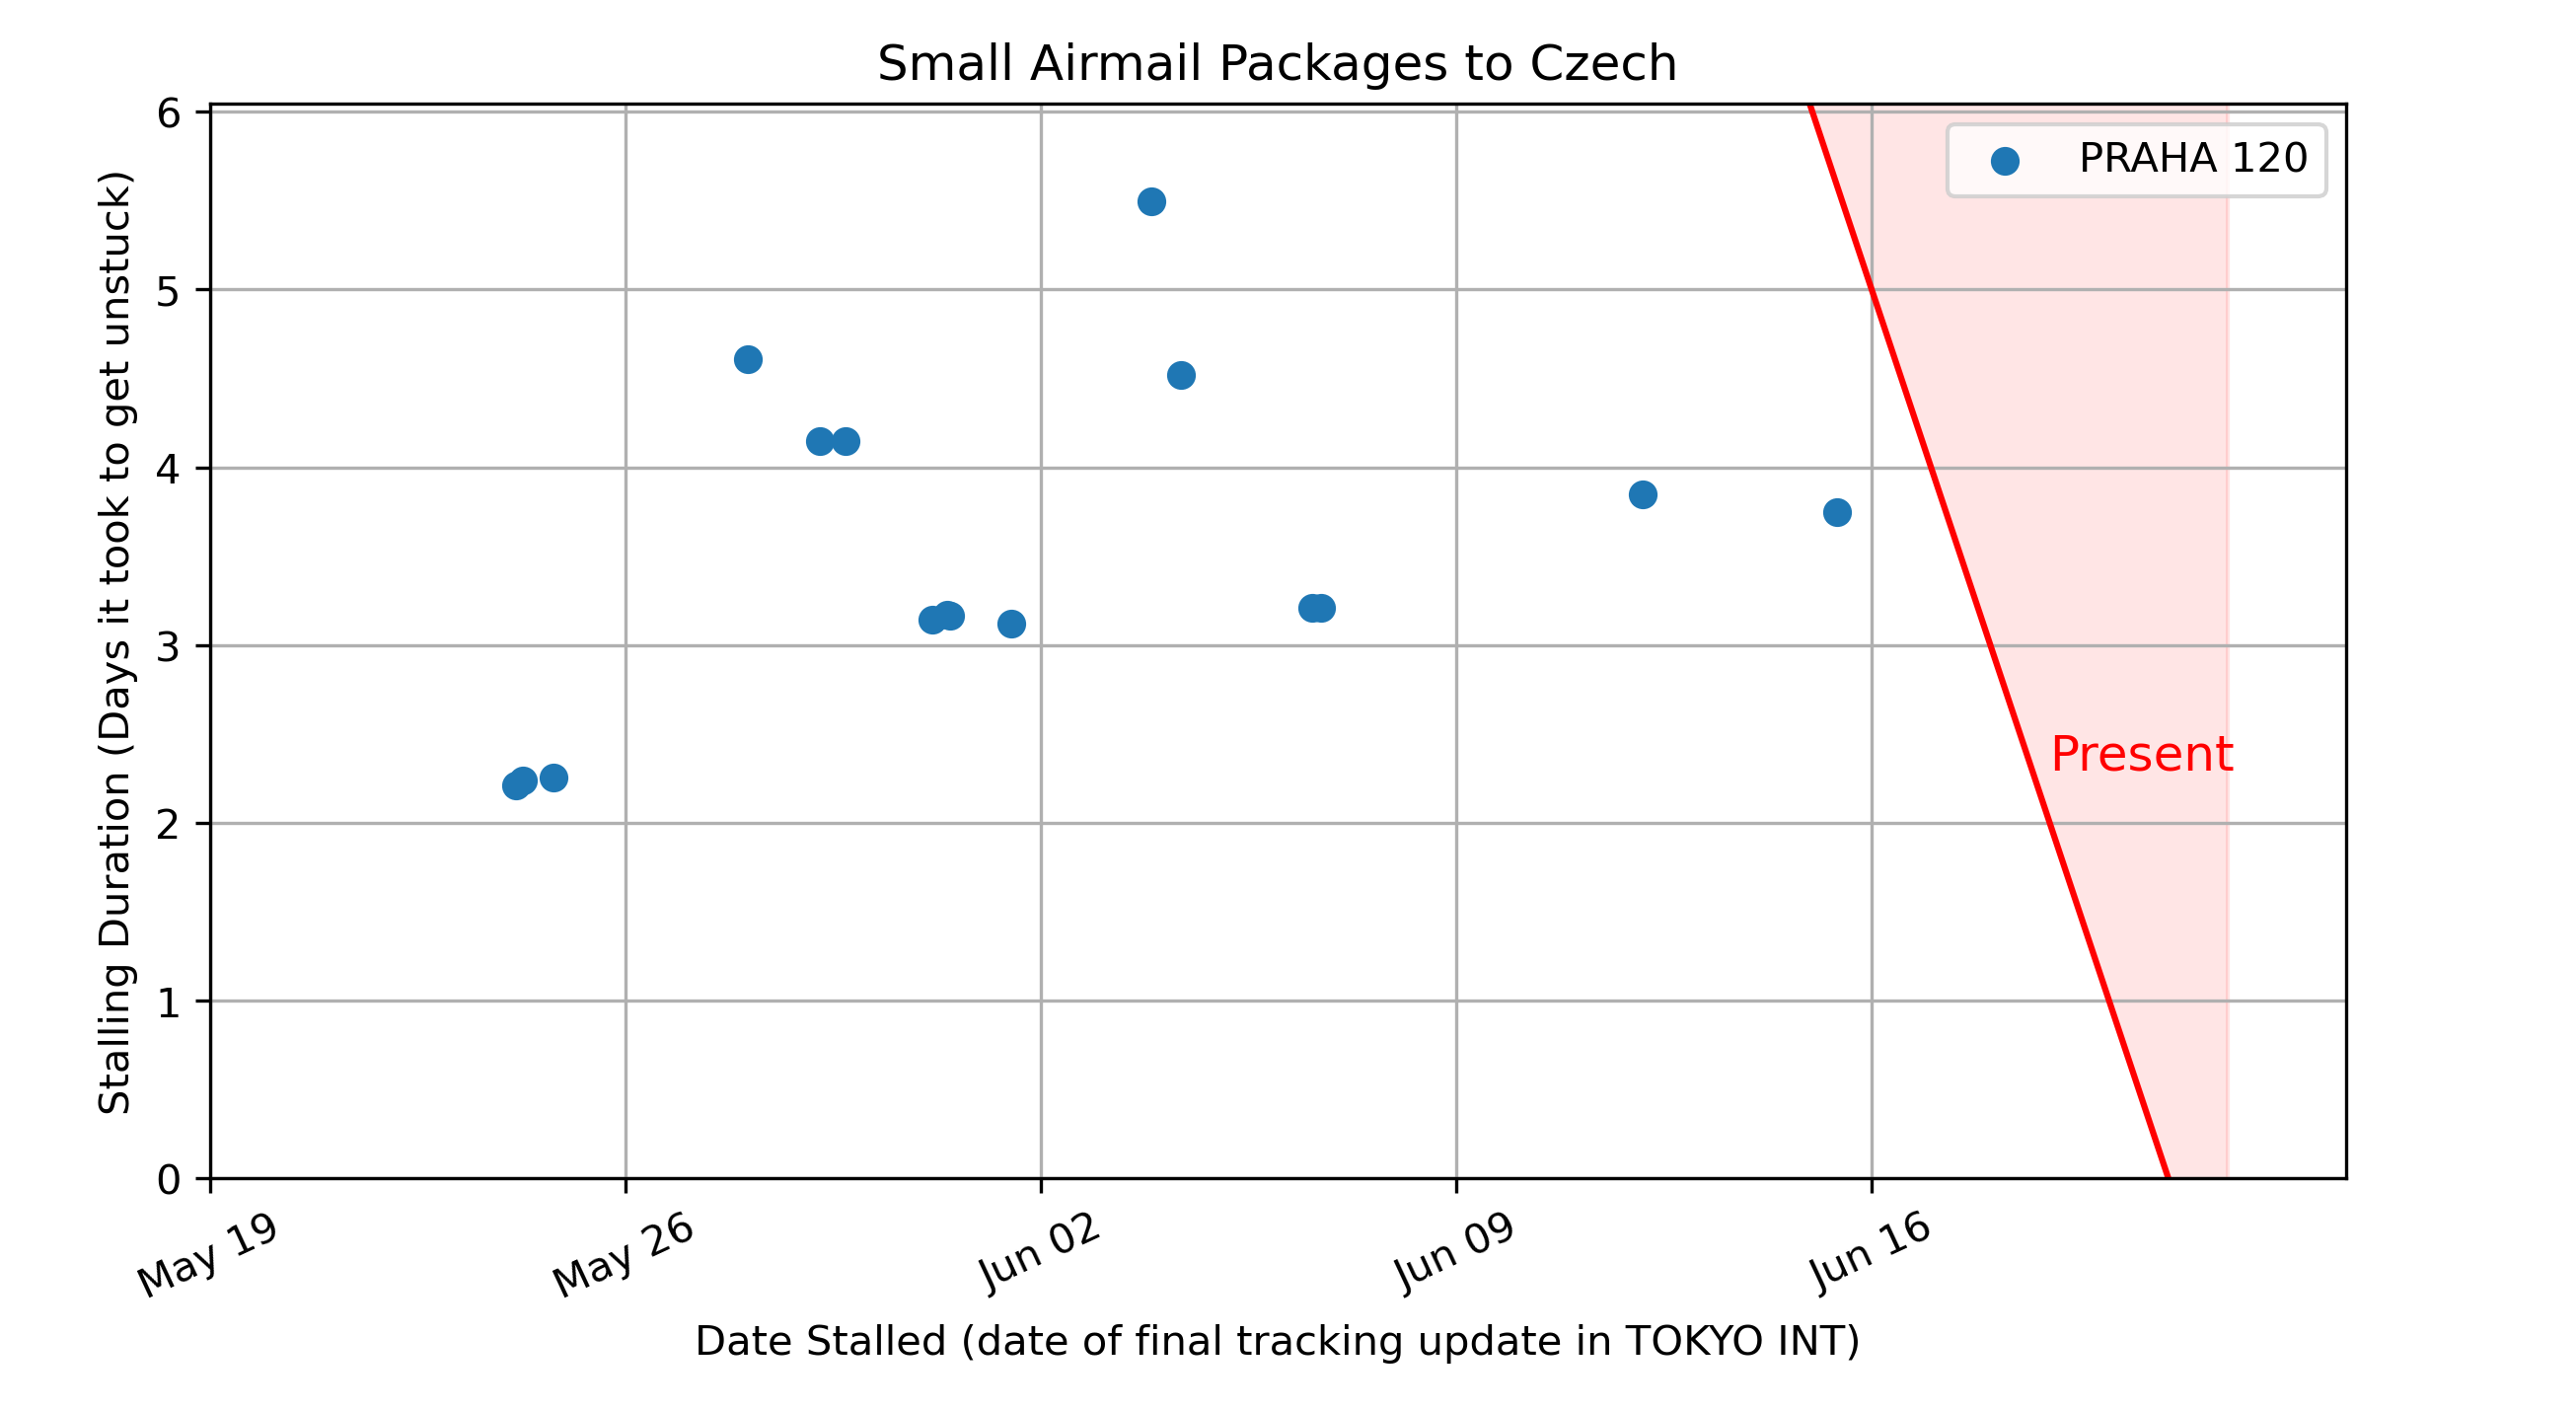 Small Airmail Packages to Czech
PRAHA 120
Present
Stalling Duration (Days it took to get unstuck)
6
5
4
3
2
1
0
May 19
May 26
Jun 02
Jun 09
Jun 16
Date Stalled (date of final tracking update in TOKYO INT)